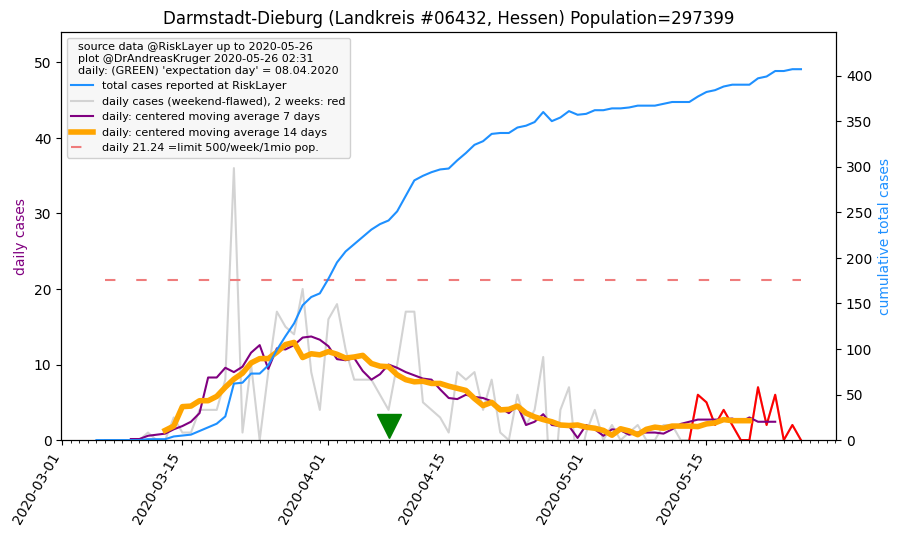 Darmstadt-Dieburg (Landkreis #06432, Hessen) Population=297399
source data @RiskLayer up to 2020-05-26
plot @DrAndreasKruger 2020-05-26 02:31
daily: (GREEN) 'expectation day' = 08.04.2020
total cases reported at RiskLayer
daily cases (weekend-flawed), 2 weeks: red
daily: centered moving average 7 days
daily: centered moving average 14 days
daily 21.24 =limit 500/week/1mio pop.
daily cases
50
40
30
20
10
0
cumulative total cases
400
350
300
250
200
150
100
50
0
2020-03-01
2020-03-15
2020-04-01
2020-04-15
2020-05-01
2020-05-15